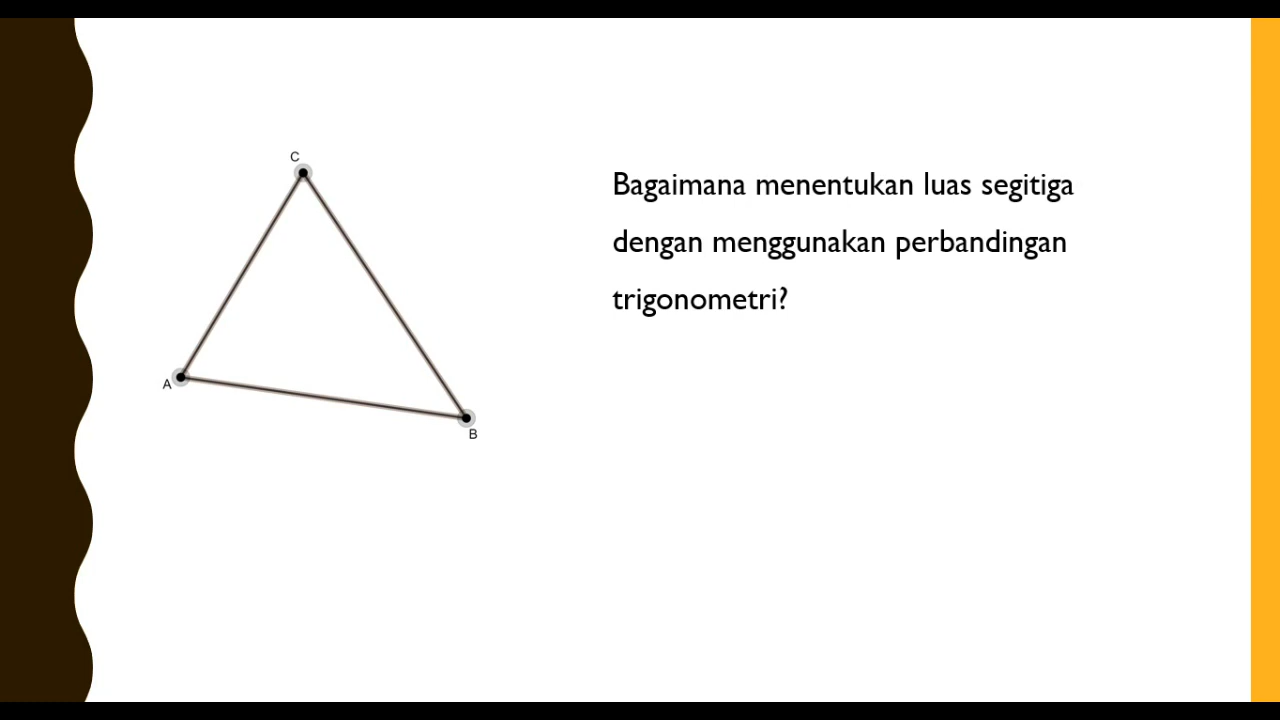 C
Bagaimana menentukan luas segitiga
dengan menggunakan perbandingan
trigonometri?
A
B